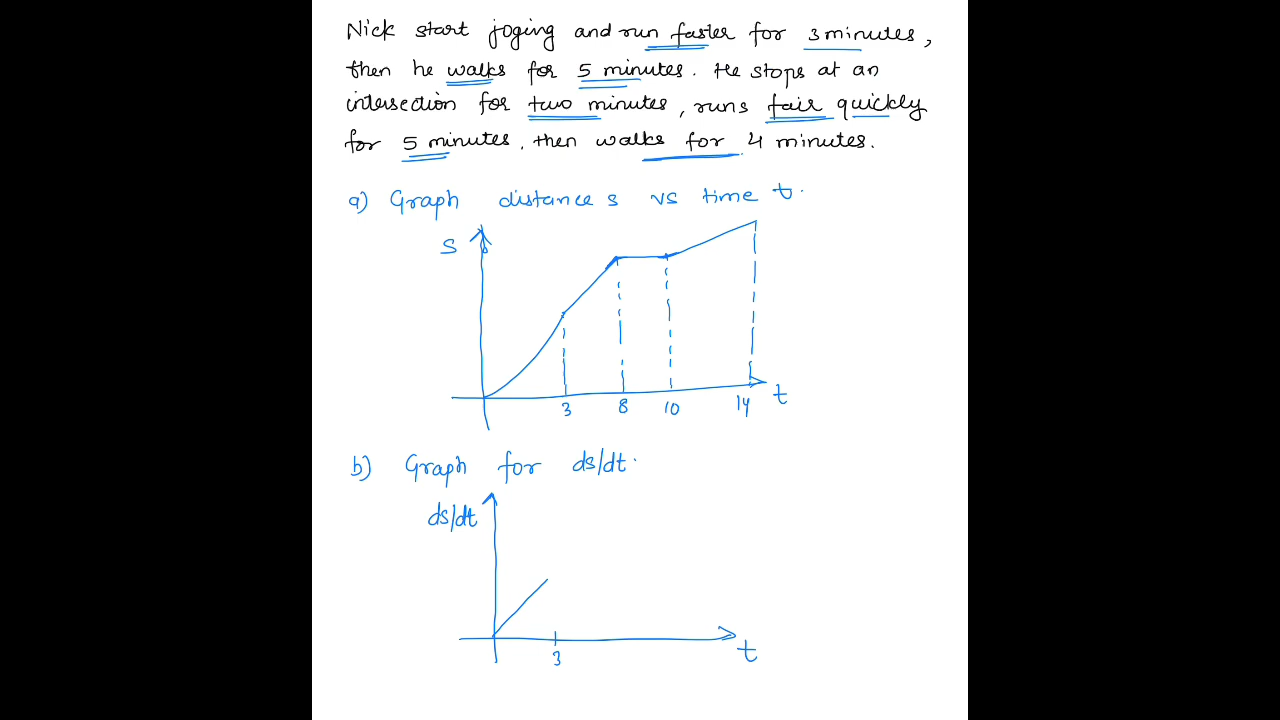 Nick start joging and run faster for 3 minutes,
then he walks for 5 minutes. He stops at an
intersection for two minutes, runs fair quickly
for 5 minutes, then walks for 4 minutes.
a) Graph distance s vs time t.
S
3 8 10 14 t
b) Graph for ds/dt.
ds/dt
3 t